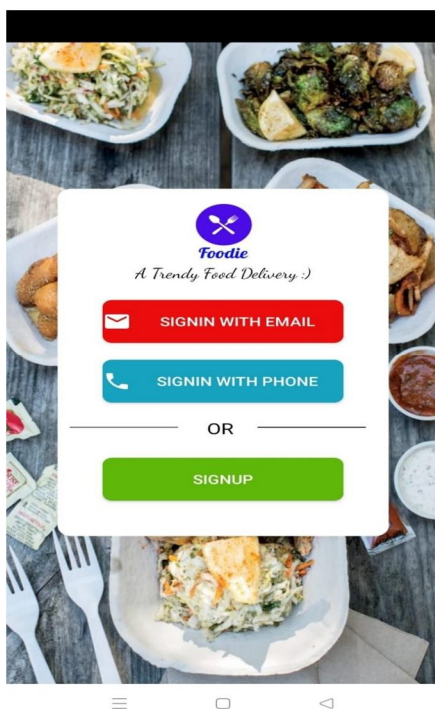 Foodie
A Trendy Food Delivery :)
SIGNIN WITH EMAIL
SIGNIN WITH PHONE
OR
SIGNUP